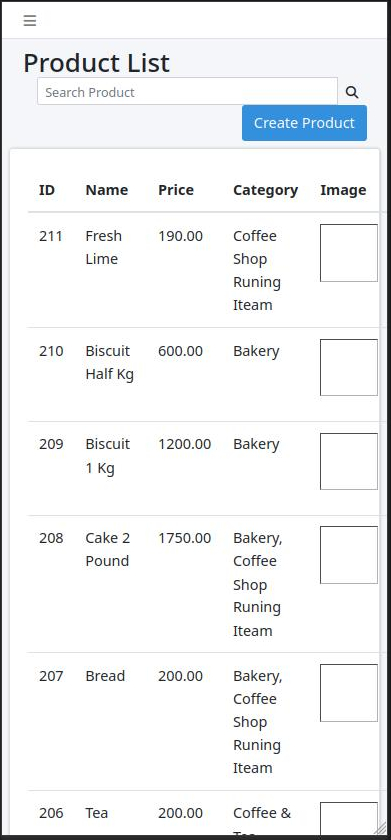 Product List
Search Product
Create Product
ID Name Price Category Image
211 Fresh 190.00 Coffee
Lime Shop
Runing
Iteam
210 Biscuit 600.00 Bakery
Half Kg
209 Biscuit 1200.00 Bakery
1 Kg
208 Cake 2 1750.00 Bakery,
Pound Coffee
Shop
Runing
Iteam
207 Bread 200.00 Bakery,
Coffee
Shop
Runing
Iteam
206 Tea 200.00 Coffee &